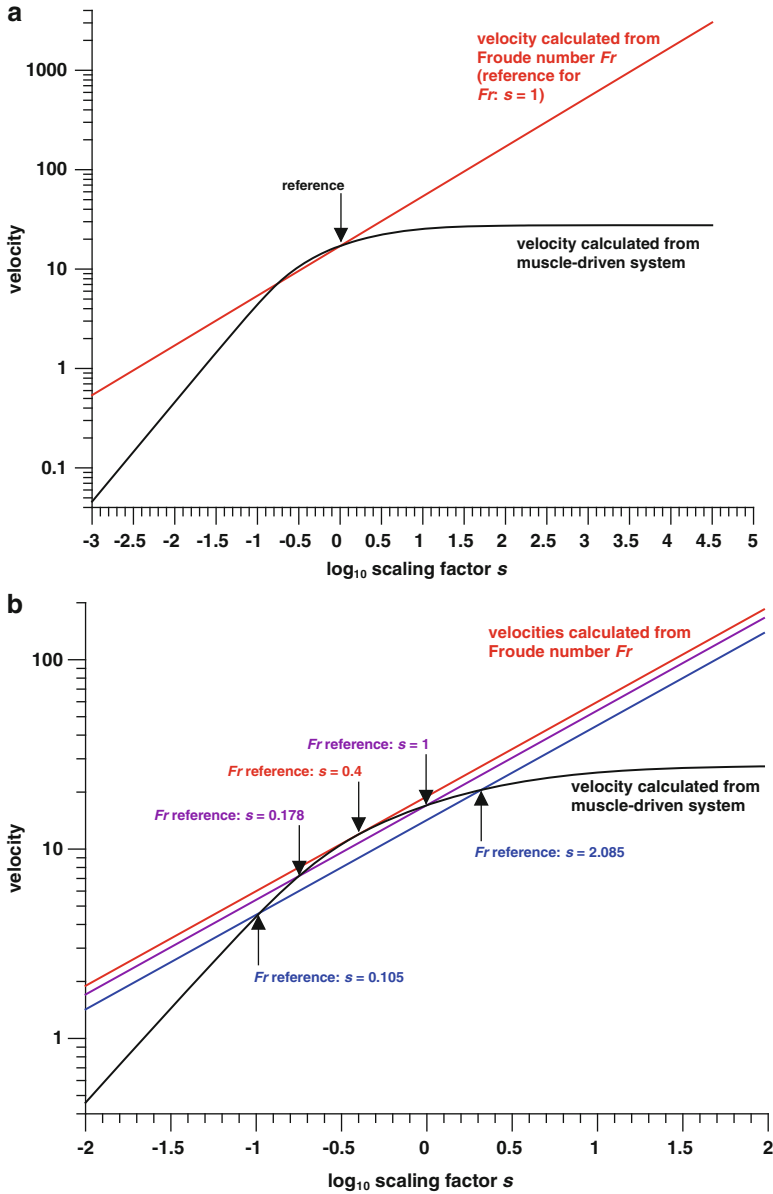 a
velocity calculated from
Froude number Fr
(reference for
Fr: s = 1)
1000
100
reference
velocity
velocity calculated from
muscle-driven system
10
1
0.1
-3 -2.5 -2 -1.5 -1 -0.5 0 0.5 1 1.5 2 2.5 3 3.5 4 4.5 5
log₁₀ scaling factor s
b
velocities calculated from
Froude number Fr
100
Fr reference: s = 1
Fr reference: s = 0.4
velocity calculated from
muscle-driven system
Fr reference: s = 0.178
velocity
10
Fr reference: s = 2.085
Fr reference: s = 0.105
1
-2 -1.5 -1 -0.5 0 0.5 1 1.5 2
log₁₀ scaling factor s